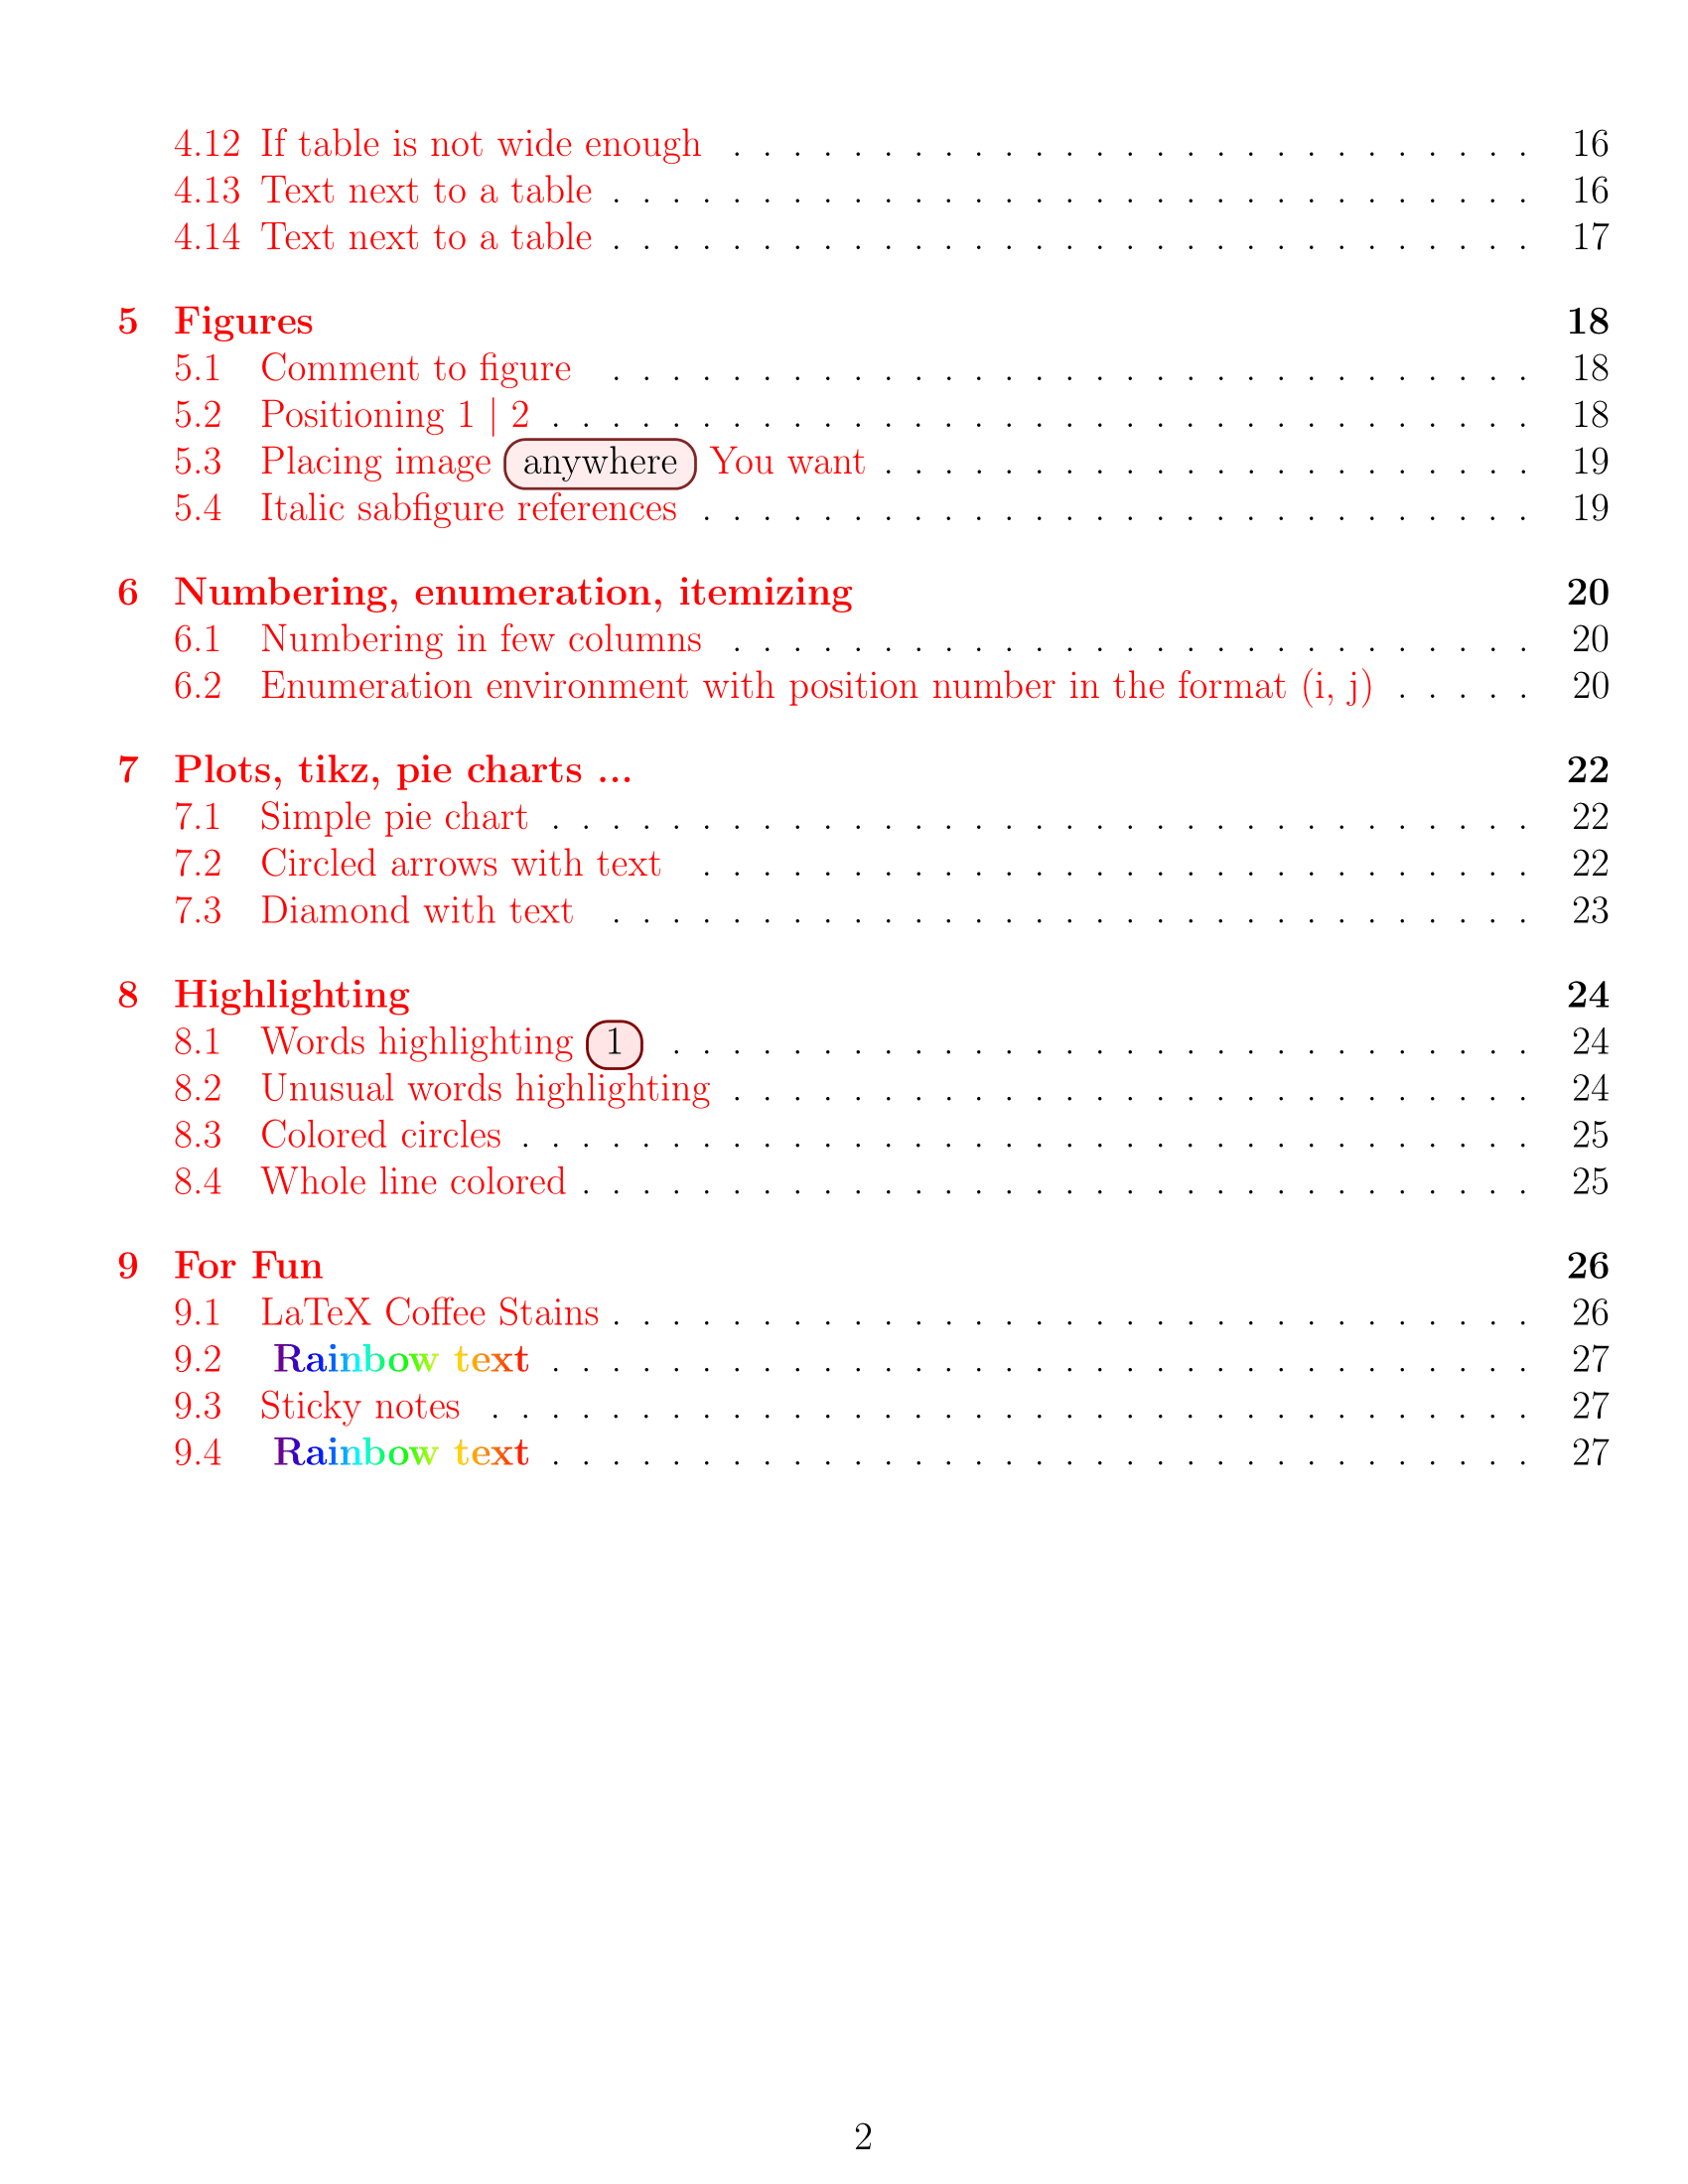 4.12 If table is not wide enough . . . . . . . . . . . . . . . . . . . . . . . . . . . 16
4.13 Text next to a table . . . . . . . . . . . . . . . . . . . . . . . . . . . . . . . 16
4.14 Text next to a table . . . . . . . . . . . . . . . . . . . . . . . . . . . . . . . 17
5 Figures 18
5.1 Comment to figure . . . . . . . . . . . . . . . . . . . . . . . . . . . . . . . 18
5.2 Positioning 1 | 2 . . . . . . . . . . . . . . . . . . . . . . . . . . . . . . . . . 18
5.3 Placing image anywhere You want . . . . . . . . . . . . . . . . . . . . . . 19
5.4 Italic sabfigure references . . . . . . . . . . . . . . . . . . . . . . . . . . . . 19
6 Numbering, enumeration, itemizing 20
6.1 Numbering in few columns . . . . . . . . . . . . . . . . . . . . . . . . . . . 20
6.2 Enumeration environment with position number in the format (i, j) . . . . . 20
7 Plots, tikz, pie charts ... 22
7.1 Simple pie chart . . . . . . . . . . . . . . . . . . . . . . . . . . . . . . . . . 22
7.2 Circled arrows with text . . . . . . . . . . . . . . . . . . . . . . . . . . . . 22
7.3 Diamond with text . . . . . . . . . . . . . . . . . . . . . . . . . . . . . . . 23
8 Highlighting 24
8.1 Words highlighting 1 . . . . . . . . . . . . . . . . . . . . . . . . . . . . . 24
8.2 Unusual words highlighting . . . . . . . . . . . . . . . . . . . . . . . . . . . 24
8.3 Colored circles . . . . . . . . . . . . . . . . . . . . . . . . . . . . . . . . . . 25
8.4 Whole line colored . . . . . . . . . . . . . . . . . . . . . . . . . . . . . . . . 25
9 For Fun 26
9.1 LaTeX Coffee Stains . . . . . . . . . . . . . . . . . . . . . . . . . . . . . . . 26
9.2 Rainbow text . . . . . . . . . . . . . . . . . . . . . . . . . . . . . . . . . 27
9.3 Sticky notes . . . . . . . . . . . . . . . . . . . . . . . . . . . . . . . . . . . 27
9.4 Rainbow text . . . . . . . . . . . . . . . . . . . . . . . . . . . . . . . . . 27
2